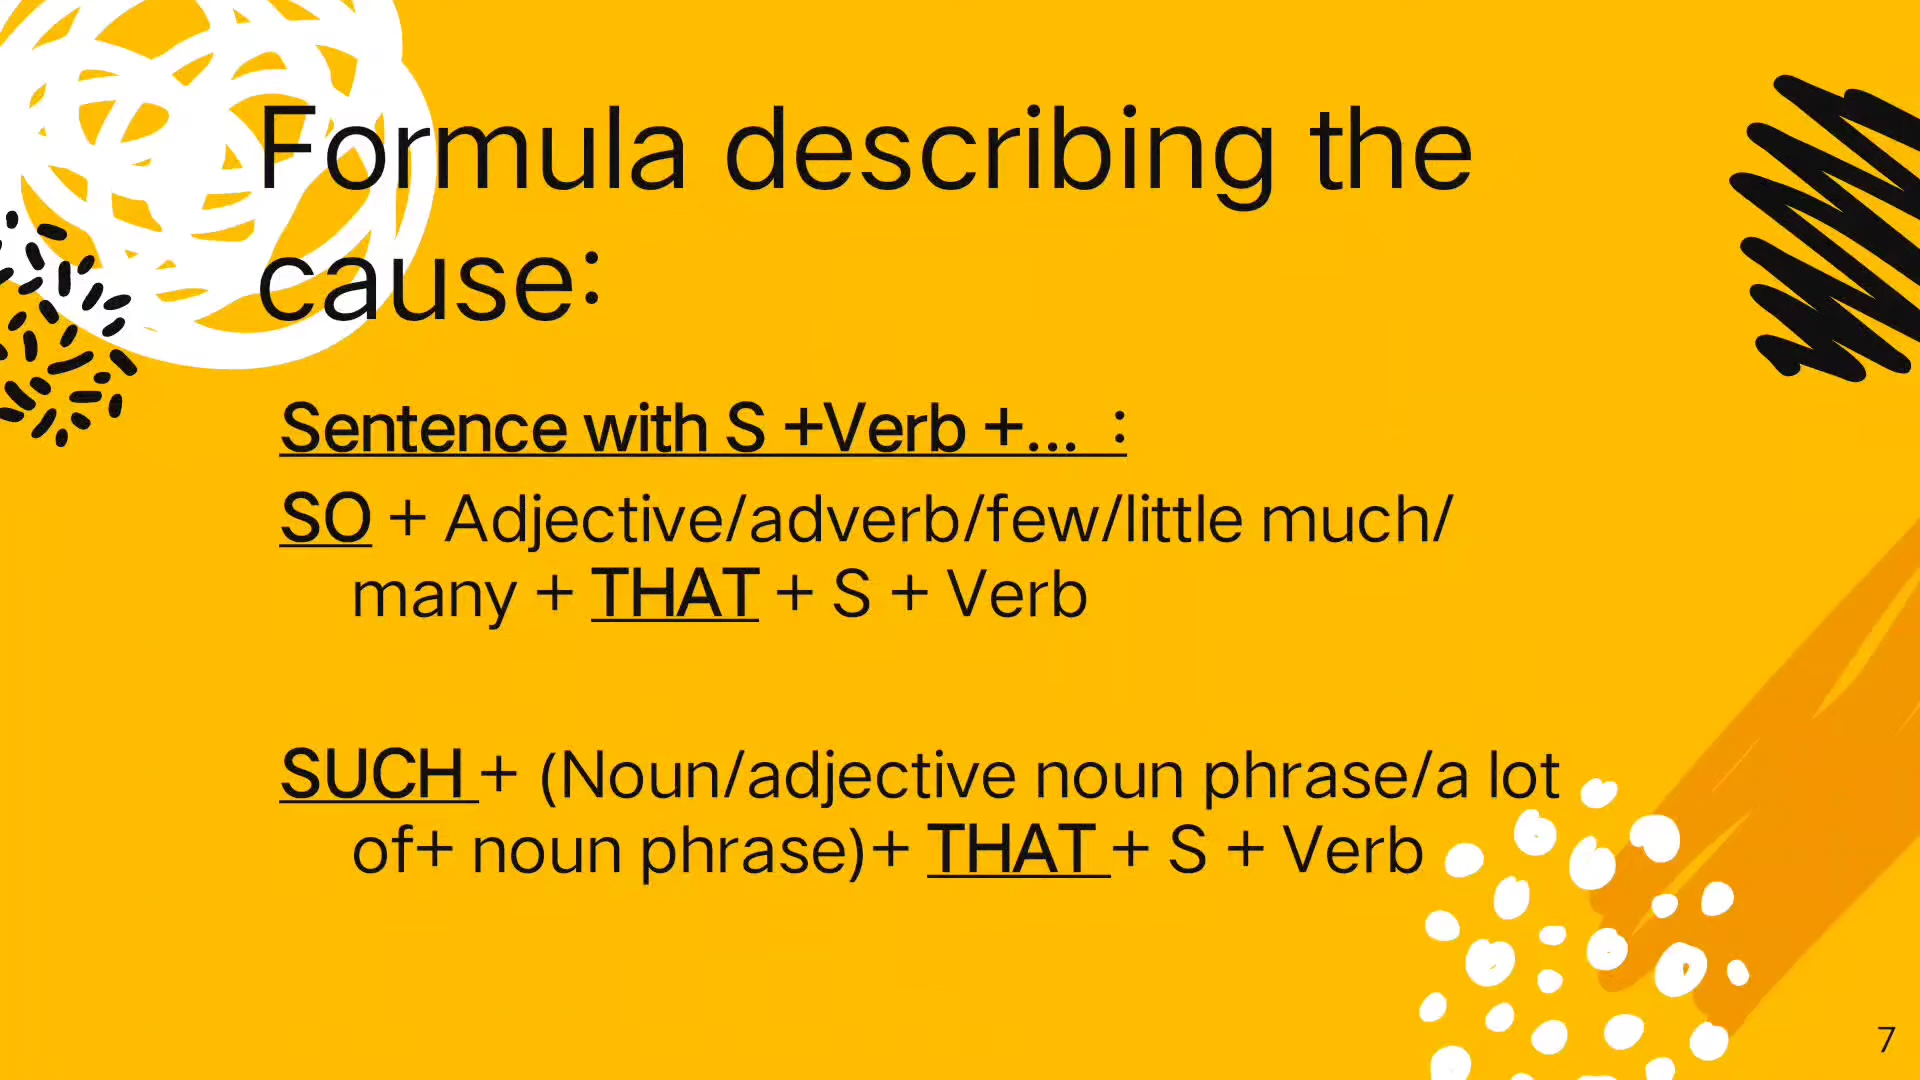 Formula describing the
cause:
Sentence with S +Verb +... :
SO + Adjective/adverb/few/little much/
many + THAT + S + Verb
SUCH + (Noun/adjective noun phrase/a lot
of+ noun phrase)+ THAT + S + Verb
7